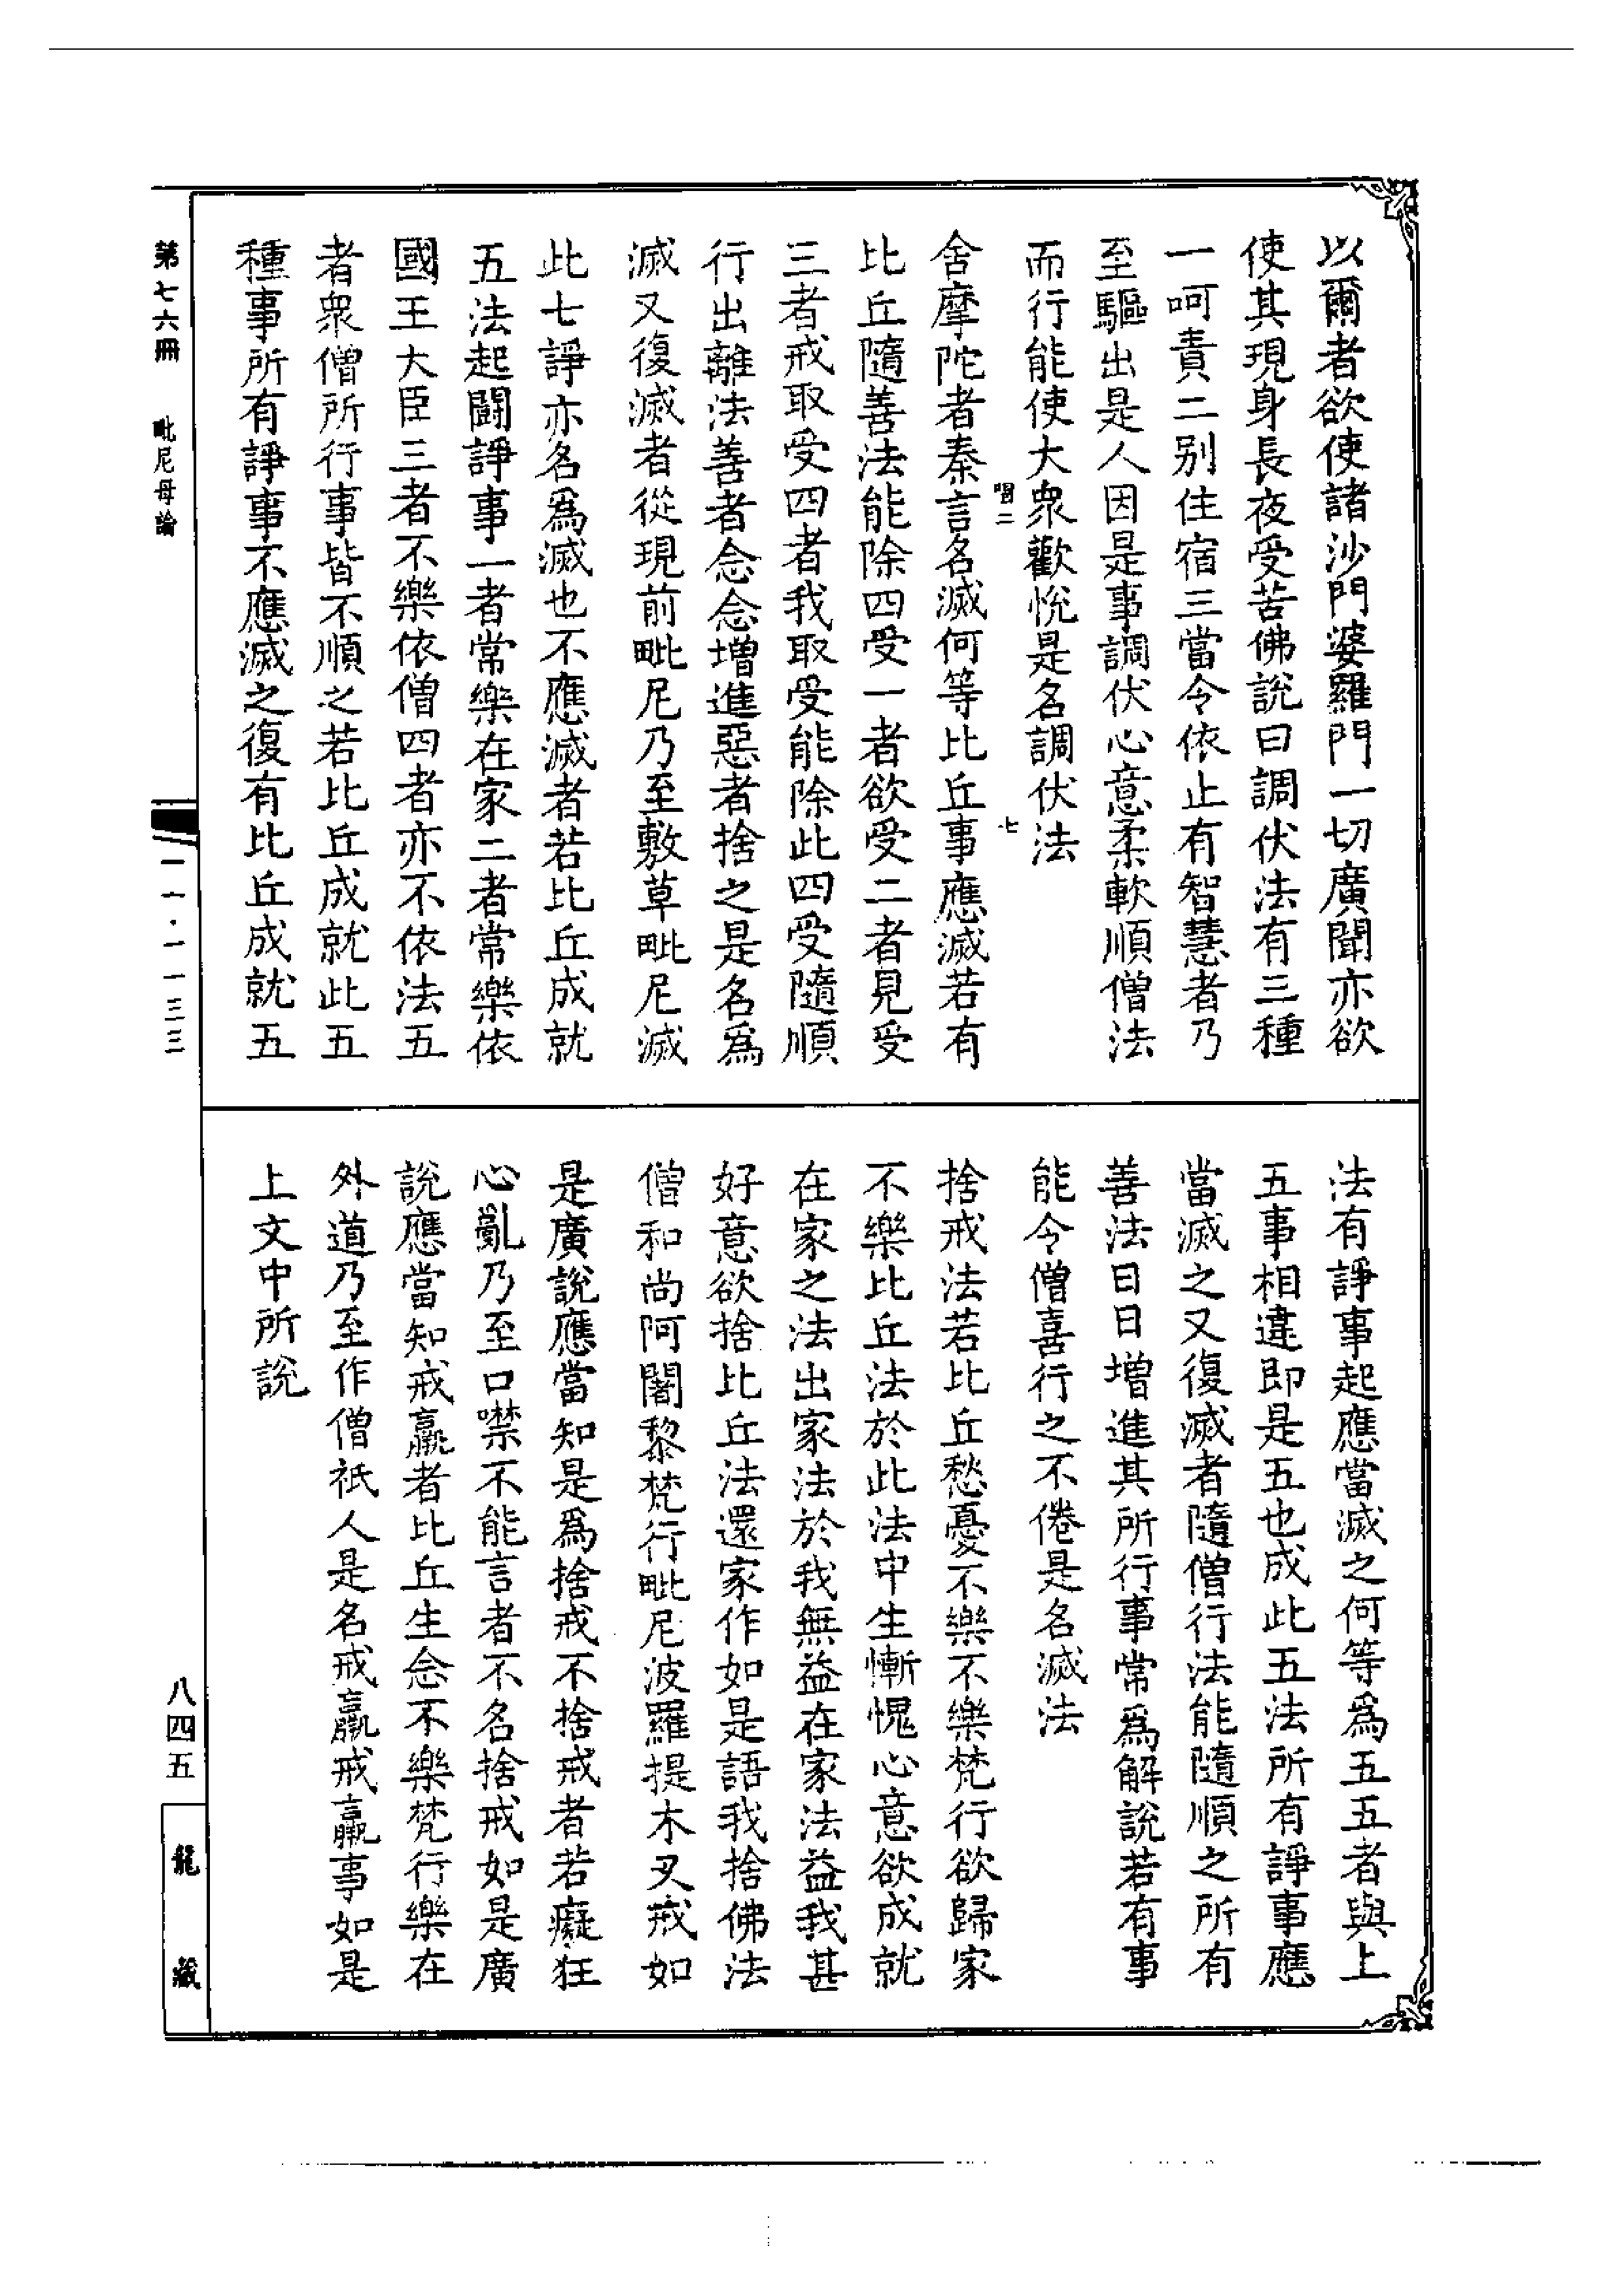 以爾者欲使諸沙門婆羅門一切廣聞亦欲
使其現身長夜受苦佛說曰調伏法有三種
一呵責二別住宿三當令依止有智慧者乃
至驅出是人因是事調伏心意柔軟順僧法
而行能使大衆歡悅是名調伏法
唱二
七
舍摩陀者秦言名滅何等比丘事應滅若有
比丘隨善法能除四受一者欲受二者見受
三者戒取受四者我取受能除此四受隨順
行出離法善者念念增進惡者捨之是名爲
滅又復滅者從現前毗尼乃至敷草毗尼滅
此七諍亦名爲滅也不應滅者若比丘成就
五法起鬬諍事一者常樂在家二者常樂依
國王大臣三者不樂依僧四者亦不依法五
者衆僧所行事皆不順之若比丘成就此五
種事所有諍事不應滅之復有比丘成就五
法有諍事起應當滅之何等爲五五者與上
五事相違即是五也成此五法所有諍事應
當滅之又復滅者隨僧行法能隨順之所有
善法日日增進其所行事常爲解說若有事
能令僧喜行之不倦是名滅法
捨戒法若比丘愁憂不樂不樂梵行欲歸家
不樂比丘法於此法中生慚愧心意欲成就
在家之法出家法於我無益在家法益我甚
好意欲捨比丘法還家作如是語我捨佛法
僧和尚阿闍黎梵行毗尼波羅提木叉戒如
是廣說應當知是爲捨戒不捨戒者若癡狂
心亂乃至口噤不能言者不名捨戒如是廣
說應當知戒羸者比丘生念不樂梵行樂在
外道乃至作僧祇人是名戒羸戒羸事如是
上文中所說
第七六冊 毗尼母論
一一·一一三三
八四五
龍藏